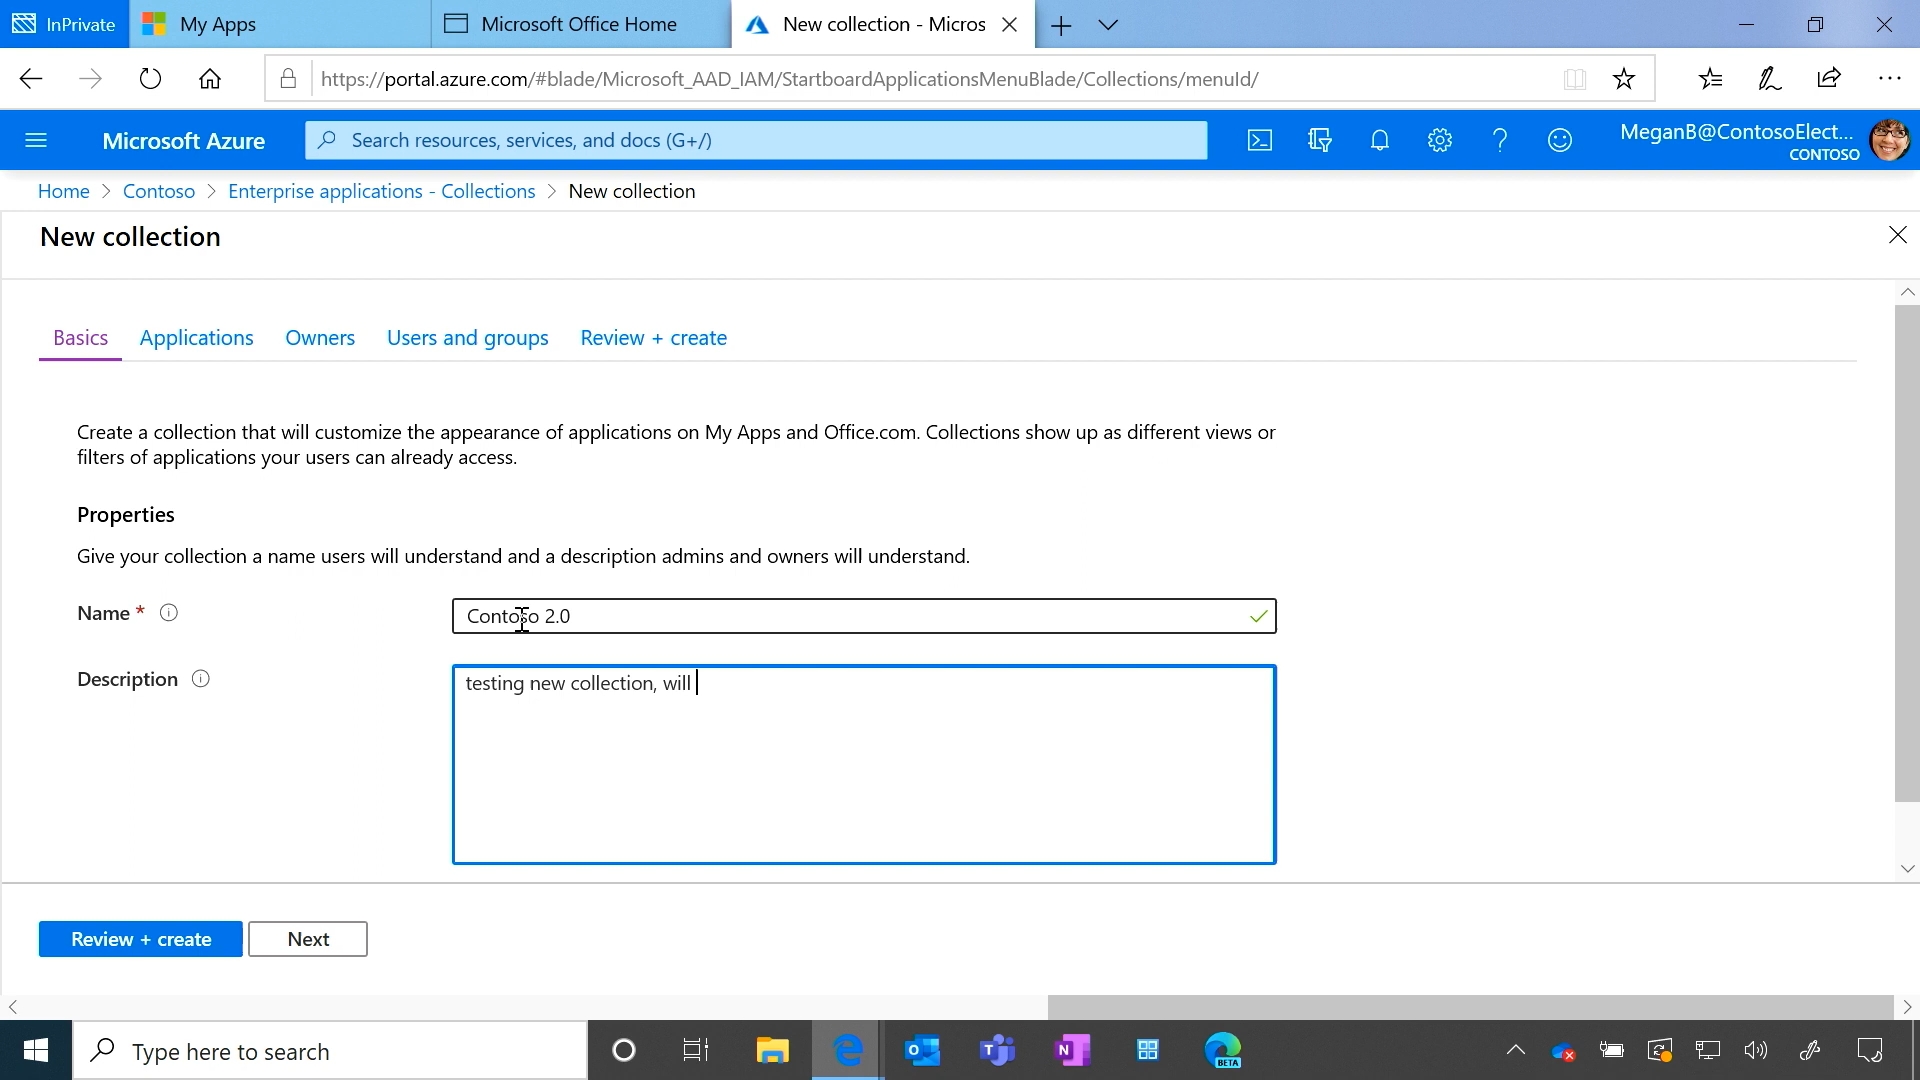 InPrivate
My Apps
Microsoft Office Home
New collection - Micros
https://portal.azure.com/#blade/Microsoft_AAD_IAM/StartboardApplicationsMenuBlade/Collections/menuId/
Microsoft Azure
Search resources, services, and docs (G+/)
MeganB@ContosoElect...
CONTOSO
Home > Contoso > Enterprise applications - Collections > New collection
New collection
Basics Applications Owners Users and groups Review + create
Create a collection that will customize the appearance of applications on My Apps and Office.com. Collections show up as different views or
filters of applications your users can already access.
Properties
Give your collection a name users will understand and a description admins and owners will understand.
Name *
Contoso 2.0
Description
testing new collection, will
Review + create
Next
Type here to search
BETA